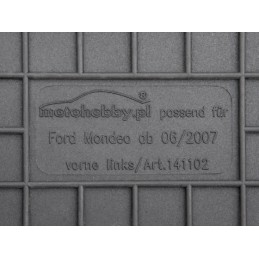 motohobby.pl passend für
Ford Mondeo ab 06/2007
vorne links/Art.141102